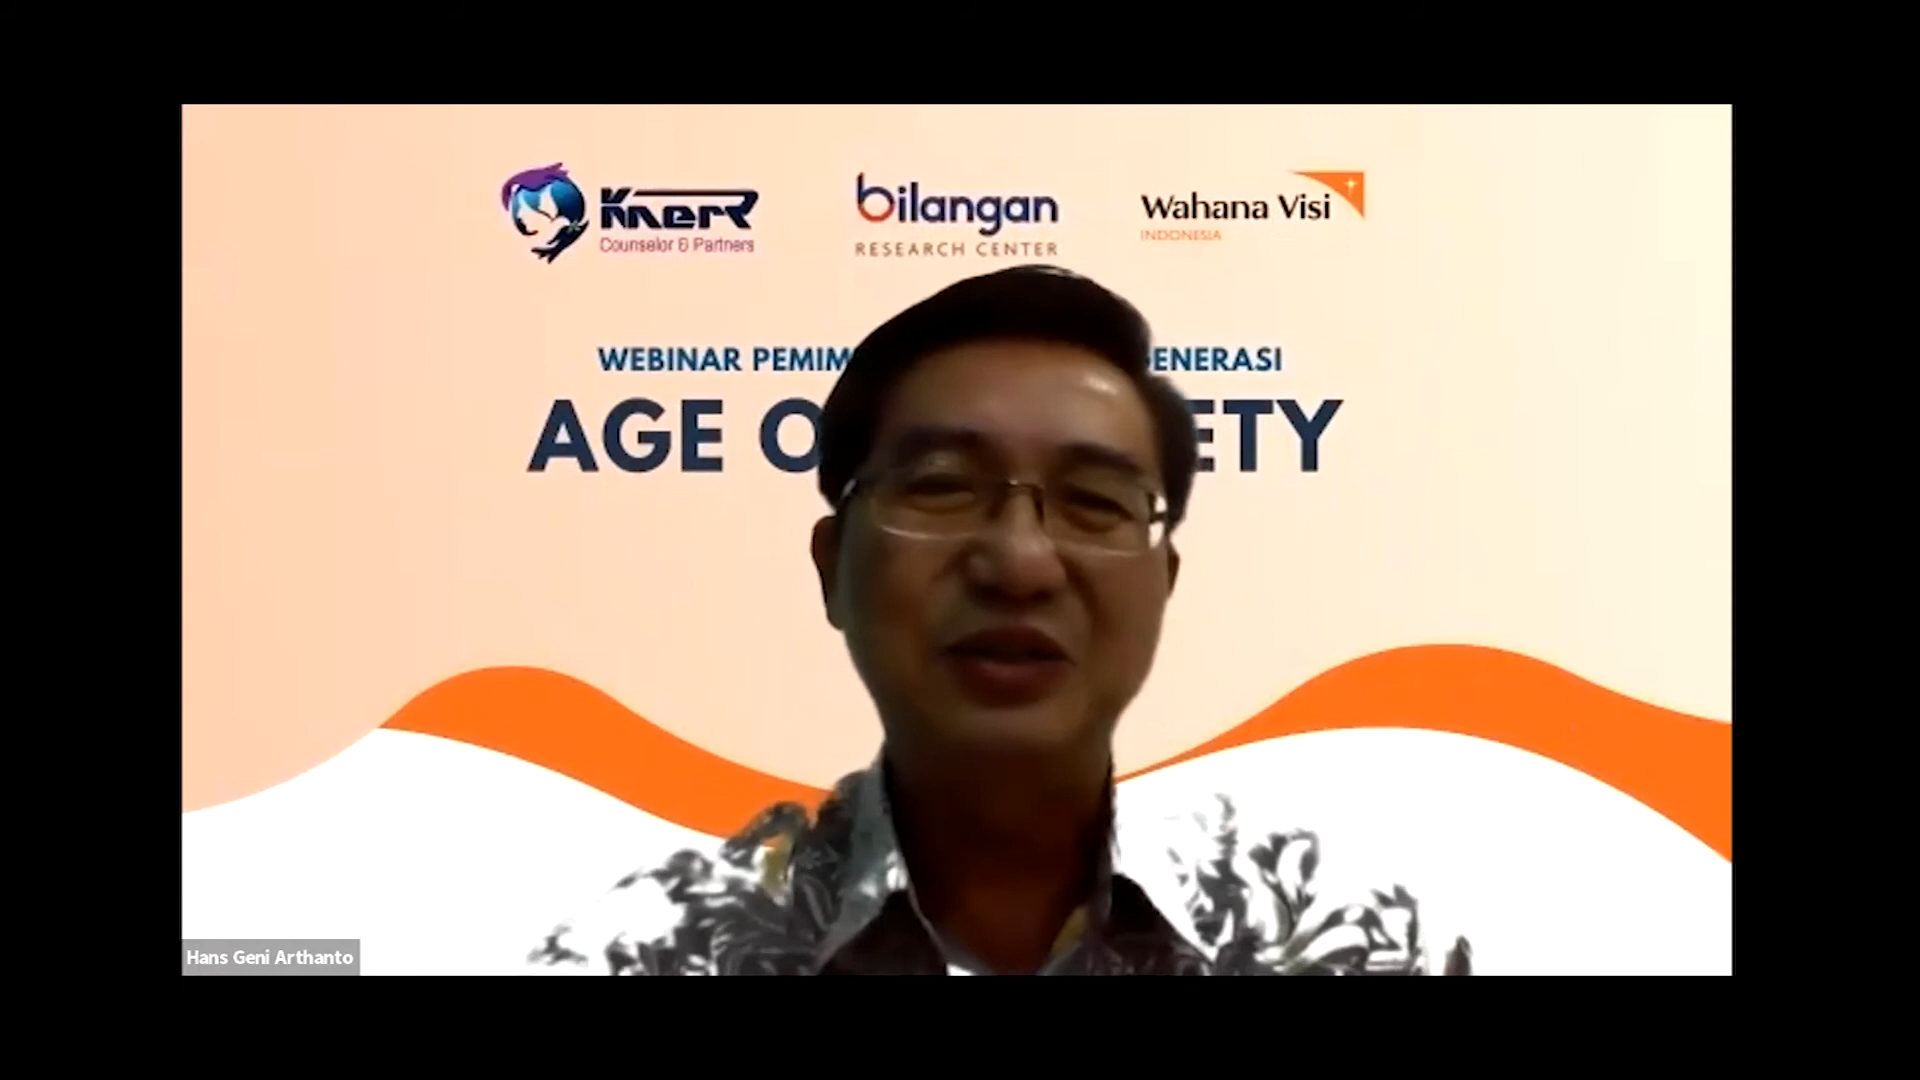 KnerR
Counselor & Partners
bilangan
RESEARCH CENTER
Wahana Visi
INDONESIA
WEBINAR PEMIM ENERASI
AGE O ETY
Hans Geni Arthanto